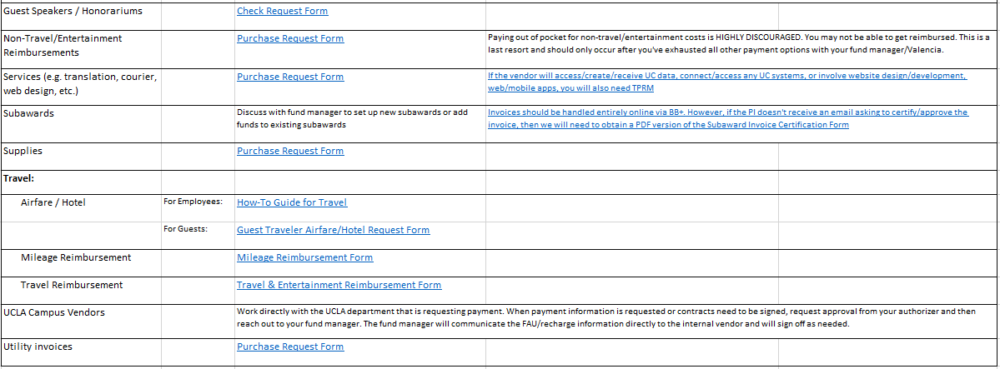 Guest Speakers / Honorariums Check Request Form
Non-Travel/Entertainment Purchase Request Form Paying out of pocket for non-travel/entertainment costs is HIGHLY DISCOURAGED. You may not be able to get reimbursed. This is a
Reimbursements last resort and should only occur after you've exhausted all other payment options with your fund manager/Valencia.
Services (e.g. translation, courier, Purchase Request Form If the vendor will access/create/receive UC data, connect/access any UC systems, or involve website design/development,
web design, etc.) web/mobile apps, you will also need TPRM
Subawards Discuss with fund manager to set up new subawards or add Invoices should be handled entirely online via BB+. However, if the PI doesn't receive an email asking to certify/approve the
funds to existing subawards invoice, then we will need to obtain a PDF version of the Subaward Invoice Certification Form
Supplies Purchase Request Form
Travel:
Airfare / Hotel For Employees: How-To Guide for Travel
For Guests: Guest Traveler Airfare/Hotel Request Form
Mileage Reimbursement Mileage Reimbursement Form
Travel Reimbursement Travel & Entertainment Reimbursement Form
UCLA Campus Vendors Work directly with the UCLA department that is requesting payment. When payment information is requested or contracts need to be signed, request approval from your authorizer and then
reach out to your fund manager. The fund manager will communicate the FAU/recharge information directly to the internal vendor and will sign off as needed.
Utility invoices Purchase Request Form